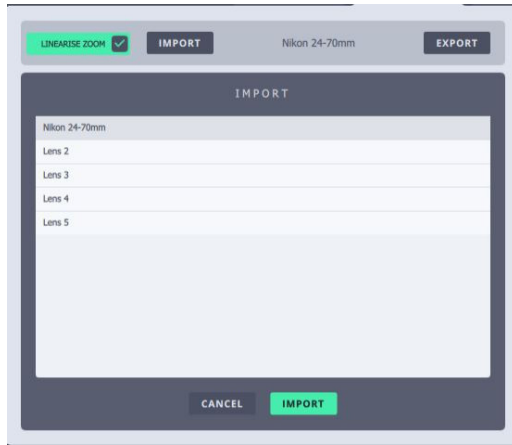 LINEARISE ZOOM IMPORT Nikon 24-70mm EXPORT
IMPORT
Nikon 24-70mm
Lens 2
Lens 3
Lens 4
Lens 5
CANCEL IMPORT